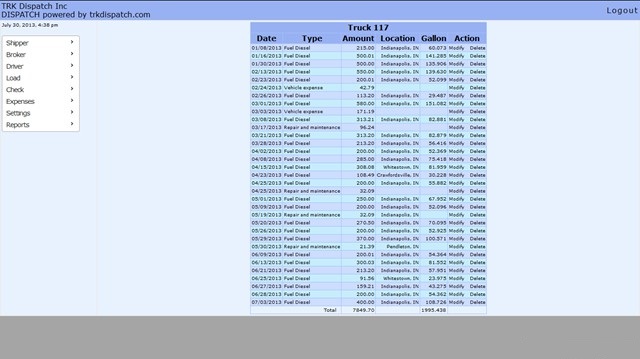 TRK Dispatch Inc
DISPATCH powered by trkdispatch.com
Logout
July 30, 2013, 4:38 pm
Shipper
Broker
Driver
Load
Check
Expenses
Settings
Reports
Truck 117
Date Type Amount Location Gallon Action
01/08/2013 Fuel Diesel 215.00 Indianapolis, IN 60.073 Modify Delete
01/16/2013 Fuel Diesel 500.01 Indianapolis, IN 141.285 Modify Delete
01/30/2013 Fuel Diesel 500.00 Indianapolis, IN 135.906 Modify Delete
02/13/2013 Fuel Diesel 550.00 Indianapolis, IN 139.630 Modify Delete
02/23/2013 Fuel Diesel 200.01 Indianapolis, IN 52.099 Modify Delete
02/24/2013 Vehicle expense 42.79 Modify Delete
02/26/2013 Fuel Diesel 113.20 Indianapolis, IN 29.487 Modify Delete
03/01/2013 Fuel Diesel 580.00 Indianapolis, IN 151.082 Modify Delete
03/03/2013 Vehicle expense 171.19 Modify Delete
03/08/2013 Fuel Diesel 313.21 Indianapolis, IN 82.881 Modify Delete
03/17/2013 Repair and maintenance 96.24 Modify Delete
03/21/2013 Fuel Diesel 313.20 Indianapolis, IN 82.879 Modify Delete
03/28/2013 Fuel Diesel 213.20 Indianapolis, IN 56.416 Modify Delete
04/02/2013 Fuel Diesel 200.00 Indianapolis, IN 52.369 Modify Delete
04/08/2013 Fuel Diesel 285.00 Indianapolis, IN 75.418 Modify Delete
04/15/2013 Fuel Diesel 308.08 Whitestown, IN 81.959 Modify Delete
04/23/2013 Fuel Diesel 108.49 Crawfordsville, IN 30.228 Modify Delete
04/25/2013 Fuel Diesel 200.00 Indianapolis, IN 55.882 Modify Delete
04/25/2013 Repair and maintenance 32.09 Modify Delete
05/01/2013 Fuel Diesel 250.00 Indianapolis, IN 67.952 Modify Delete
05/09/2013 Fuel Diesel 200.00 Indianapolis, IN 52.096 Modify Delete
05/19/2013 Repair and maintenance 32.09 Modify Delete
05/20/2013 Fuel Diesel 270.50 Indianapolis, IN 70.095 Modify Delete
05/26/2013 Fuel Diesel 200.00 Indianapolis, IN 52.925 Modify Delete
05/29/2013 Fuel Diesel 370.00 Indianapolis, IN 100.571 Modify Delete
05/30/2013 Repair and maintenance 21.39 Pendleton, IN Modify Delete
06/09/2013 Fuel Diesel 200.01 Indianapolis, IN 54.364 Modify Delete
06/13/2013 Fuel Diesel 300.03 Indianapolis, IN 81.552 Modify Delete
06/21/2013 Fuel Diesel 213.20 Indianapolis, IN 57.951 Modify Delete
06/25/2013 Fuel Diesel 91.56 Whitestown, IN 23.975 Modify Delete
06/27/2013 Fuel Diesel 159.21 Indianapolis, IN 43.275 Modify Delete
06/28/2013 Fuel Diesel 200.00 Indianapolis, IN 54.362 Modify Delete
07/03/2013 Fuel Diesel 400.00 Indianapolis, IN 108.726 Modify Delete
Total 7849.70 1995.438